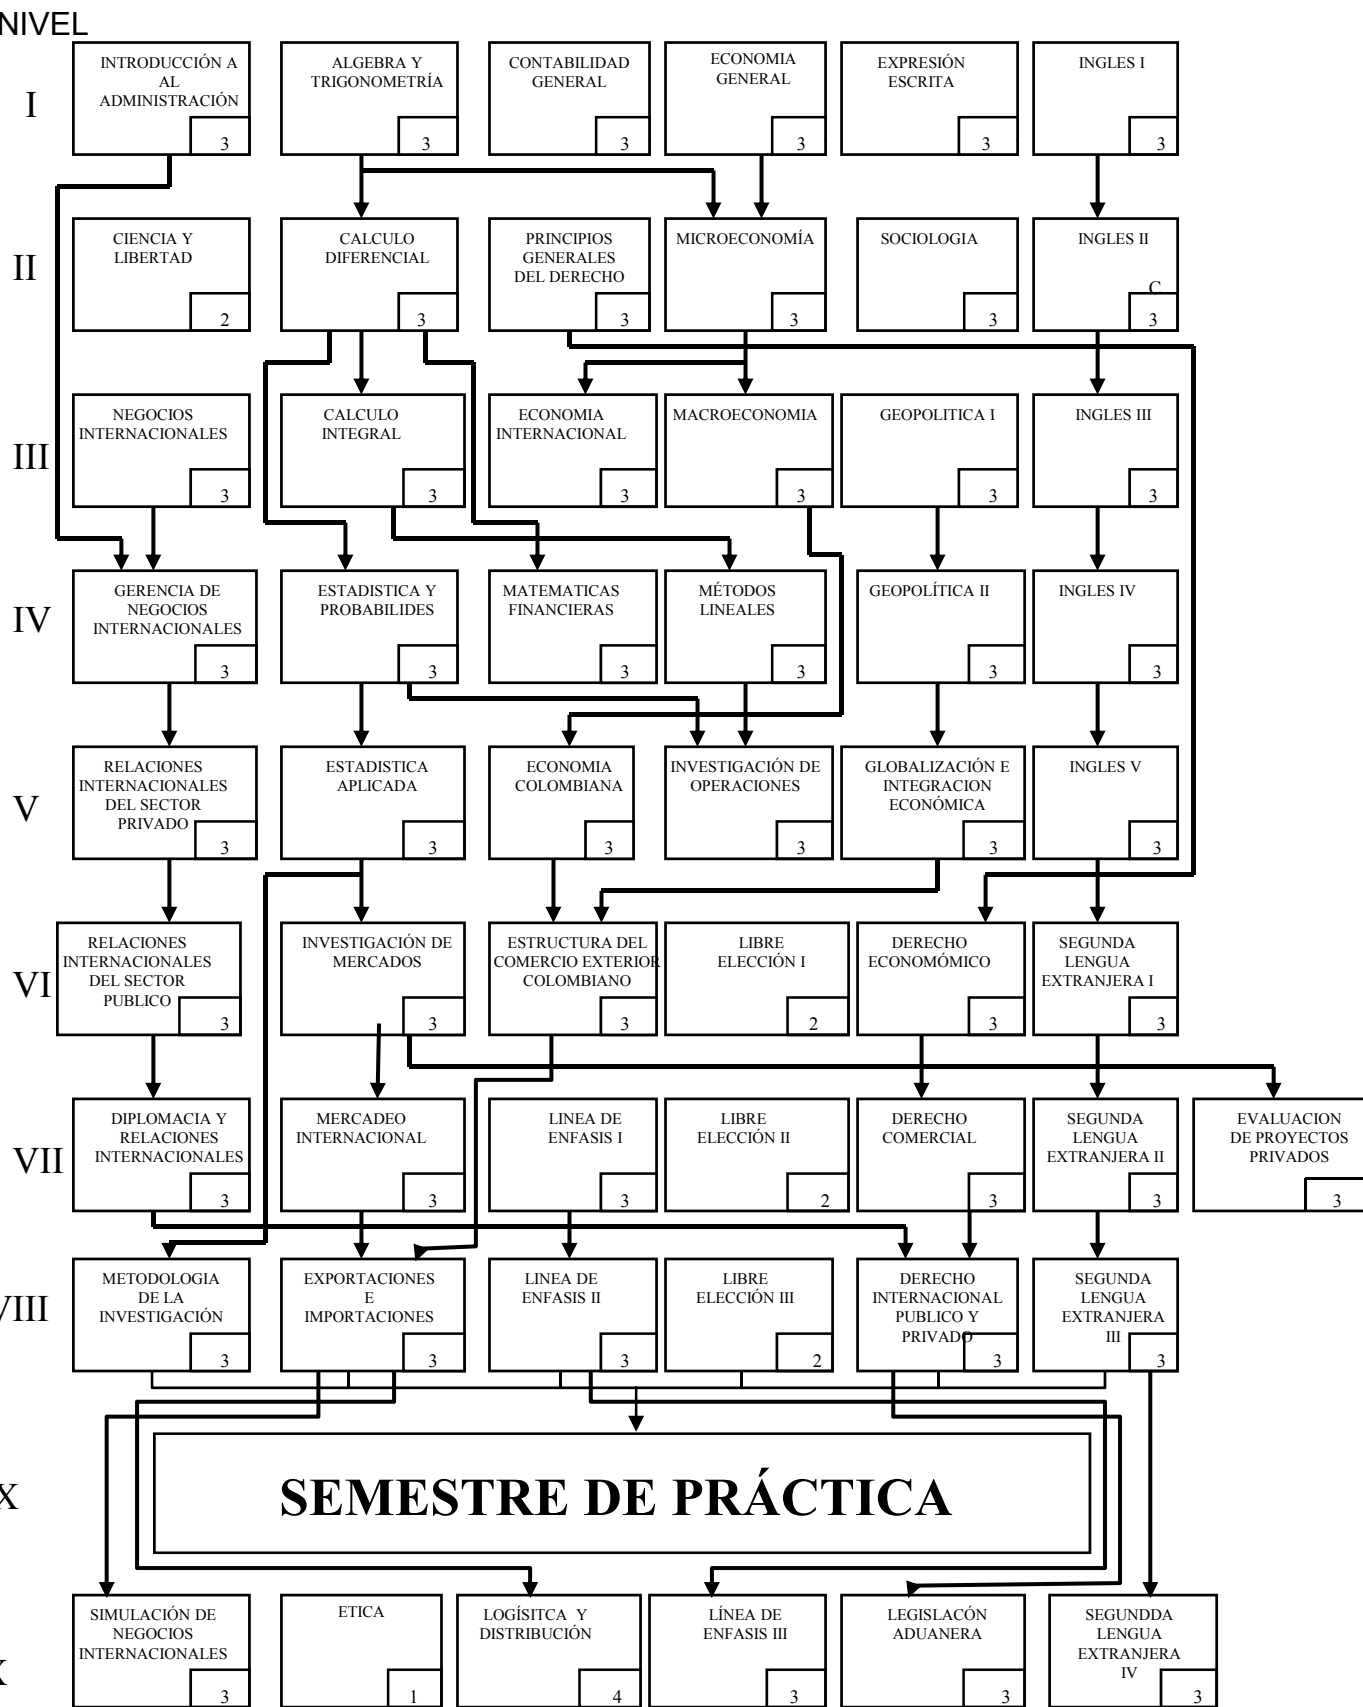 NIVEL
I
INTRODUCCIÓN A
AL
ADMINISTRACIÓN
3
ALGEBRA Y
TRIGONOMETRÍA
3
CONTABILIDAD
GENERAL
3
ECONOMIA
GENERAL
3
EXPRESIÓN
ESCRITA
3
INGLES I
3
II
CIENCIA Y
LIBERTAD
2
CALCULO
DIFERENCIAL
3
PRINCIPIOS
GENERALES
DEL DERECHO
3
MICROECONOMÍA
3
SOCIOLOGIA
3
INGLES II
C
3
III
NEGOCIOS
INTERNACIONALES
3
CALCULO
INTEGRAL
3
ECONOMIA
INTERNACIONAL
3
MACROECONOMIA
3
GEOPOLITICA I
3
INGLES III
3
IV
GERENCIA DE
NEGOCIOS
INTERNACIONALES
3
ESTADISTICA Y
PROBABILIDES
3
MATEMATICAS
FINANCIERAS
3
MÉTODOS
LINEALES
3
GEOPOLÍTICA II
3
INGLES IV
3
V
RELACIONES
INTERNACIONALES
DEL SECTOR
PRIVADO
3
ESTADISTICA
APLICADA
3
ECONOMIA
COLOMBIANA
3
INVESTIGACIÓN DE
OPERACIONES
3
GLOBALIZACIÓN E
INTEGRACION
ECONÓMICA
3
INGLES V
3
VI
RELACIONES
INTERNACIONALES
DEL SECTOR
PUBLICO
3
INVESTIGACIÓN DE
MERCADOS
3
ESTRUCTURA DEL
COMERCIO EXTERIOR
COLOMBIANO
3
LIBRE
ELECCIÓN I
2
DERECHO
ECONOMÓMICO
3
SEGUNDA
LENGUA
EXTRANJERA I
3
VII
DIPLOMACIA Y
RELACIONES
INTERNACIONALES
3
MERCADEO
INTERNACIONAL
3
LINEA DE
ENFASIS I
3
LIBRE
ELECCIÓN II
2
DERECHO
COMERCIAL
3
SEGUNDA
LENGUA
EXTRANJERA II
3
EVALUACION
DE PROYECTOS
PRIVADOS
3
VIII
METODOLOGIA
DE LA
INVESTIGACIÓN
3
EXPORTACIONES
E
IMPORTACIONES
3
LINEA DE
ENFASIS II
3
LIBRE
ELECCIÓN III
2
DERECHO
INTERNACIONAL
PUBLICO Y
PRIVADO
3
SEGUNDA
LENGUA
EXTRANJERA
III
3
X
SEMESTRE DE PRÁCTICA
X
SIMULACIÓN DE
NEGOCIOS
INTERNACIONALES
3
ETICA
1
LOGÍSITCA Y
DISTRIBUCIÓN
4
LÍNEA DE
ENFASIS III
3
LEGISLACÓN
ADUANERA
3
SEGUNDDA
LENGUA
EXTRANJERA
IV
3